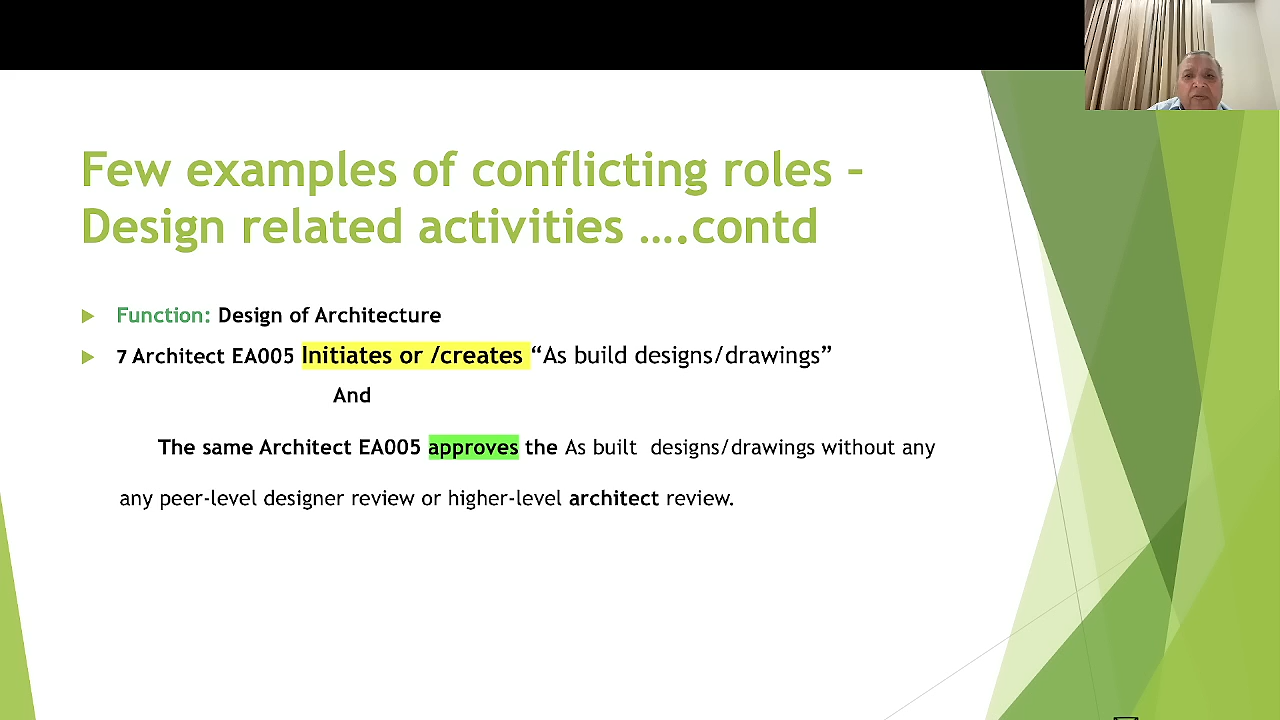 Few examples of conflicting roles –
Design related activities ….contd
Function: Design of Architecture
7 Architect EA005 Initiates or /creates “As build designs/drawings”
And
The same Architect EA005 approves the As built designs/drawings without any
any peer-level designer review or higher-level architect review.